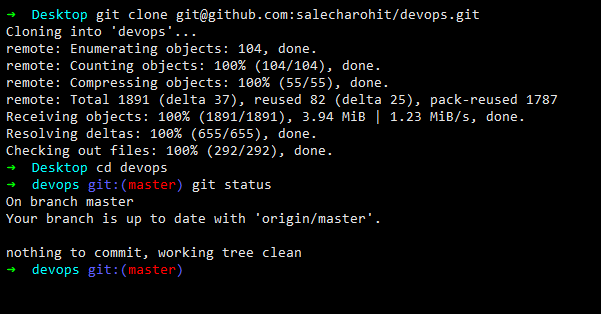 ➜  Desktop git clone git@github.com:salecharohit/devops.git
Cloning into 'devops'...
remote: Enumerating objects: 104, done.
remote: Counting objects: 100% (104/104), done.
remote: Compressing objects: 100% (55/55), done.
remote: Total 1891 (delta 37), reused 82 (delta 25), pack-reused 1787
Receiving objects: 100% (1891/1891), 3.94 MiB | 1.23 MiB/s, done.
Resolving deltas: 100% (655/655), done.
Checking out files: 100% (292/292), done.
➜  Desktop cd devops
➜  devops git:(master) git status
On branch master
Your branch is up to date with 'origin/master'.

nothing to commit, working tree clean
➜  devops git:(master)